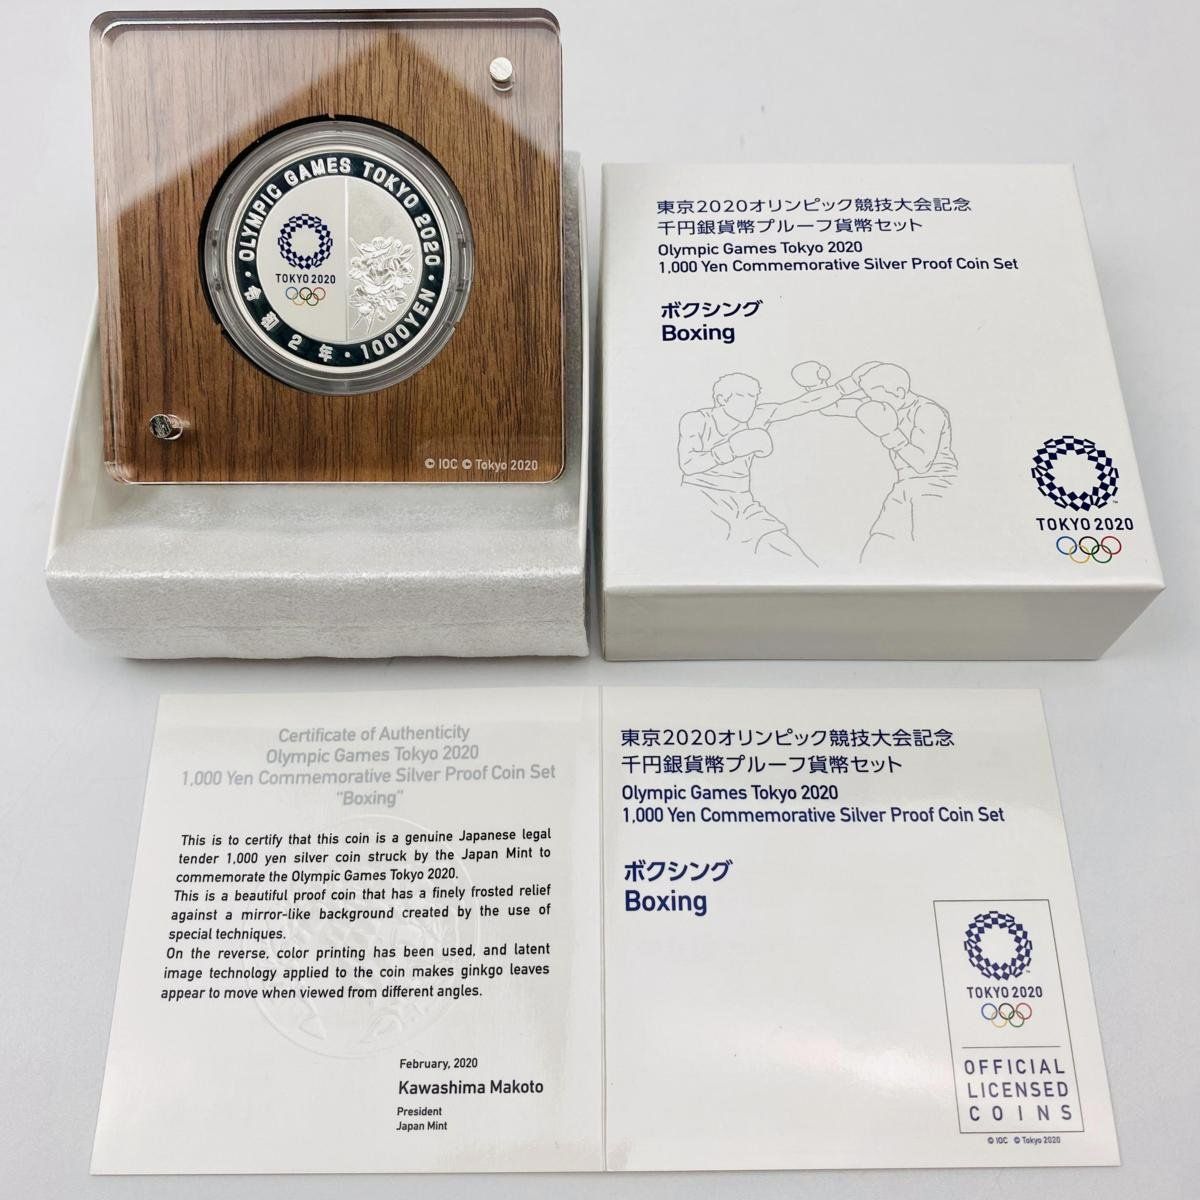 OLYMPIC GAMES TOKYO 2020
令和2年・1000YEN
TOKYO 2020
© IOC © Tokyo 2020
東京2020オリンピック競技大会記念
千円銀貨幣プルーフ貨幣セット
Olympic Games Tokyo 2020
1,000 Yen Commemorative Silver Proof Coin Set
ボクシング
Boxing
TOKYO 2020
Certificate of Authenticity
Olympic Games Tokyo 2020
1,000 Yen Commemorative Silver Proof Coin Set
"Boxing"
This is to certify that this coin is a genuine Japanese legal
tender 1,000 yen silver coin struck by the Japan Mint to
commemorate the Olympic Games Tokyo 2020.
This is a beautiful proof coin that has a finely frosted relief
against a mirror-like background created by the use of
special techniques.
On the reverse, color printing has been used, and latent
image technology applied to the coin makes ginkgo leaves
appear to move when viewed from different angles.
February, 2020
Kawashima Makoto
President
Japan Mint
東京2020オリンピック競技大会記念
千円銀貨幣プルーフ貨幣セット
Olympic Games Tokyo 2020
1,000 Yen Commemorative Silver Proof Coin Set
ボクシング
Boxing
TOKYO 2020
OFFICIAL
LICENSED
COINS
© IOC © Tokyo 2020